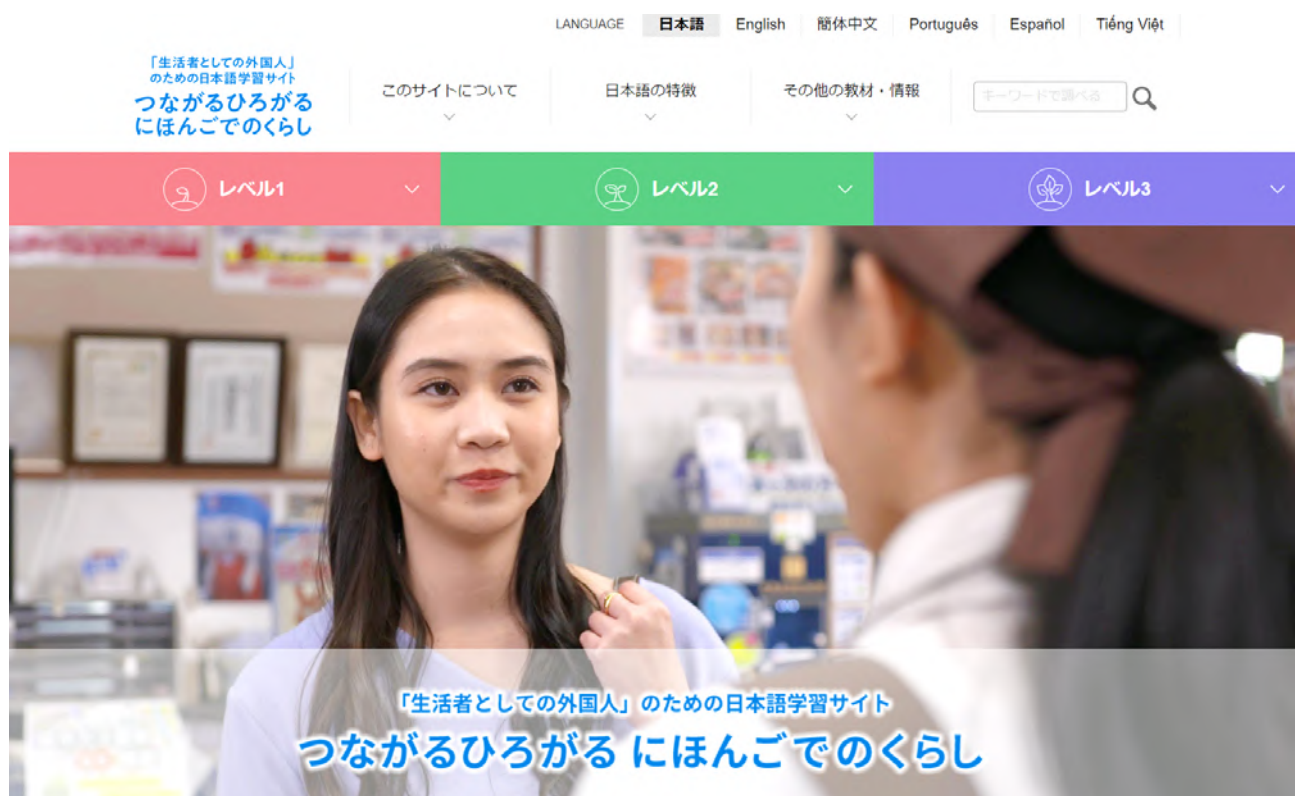 LANGUAGE 日本語 English 簡体中文 Português Español Tiếng Việt
「生活者としての外国人」
のための日本語学習サイト
つながるひろがる
にほんごでのくらし
このサイトについて 日本語の特徴 その他の教材・情報 キーワードで調べる
レベル1 レベル2 レベル3
「生活者としての外国人」のための日本語学習サイト
つながるひろがる にほんごでのくらし